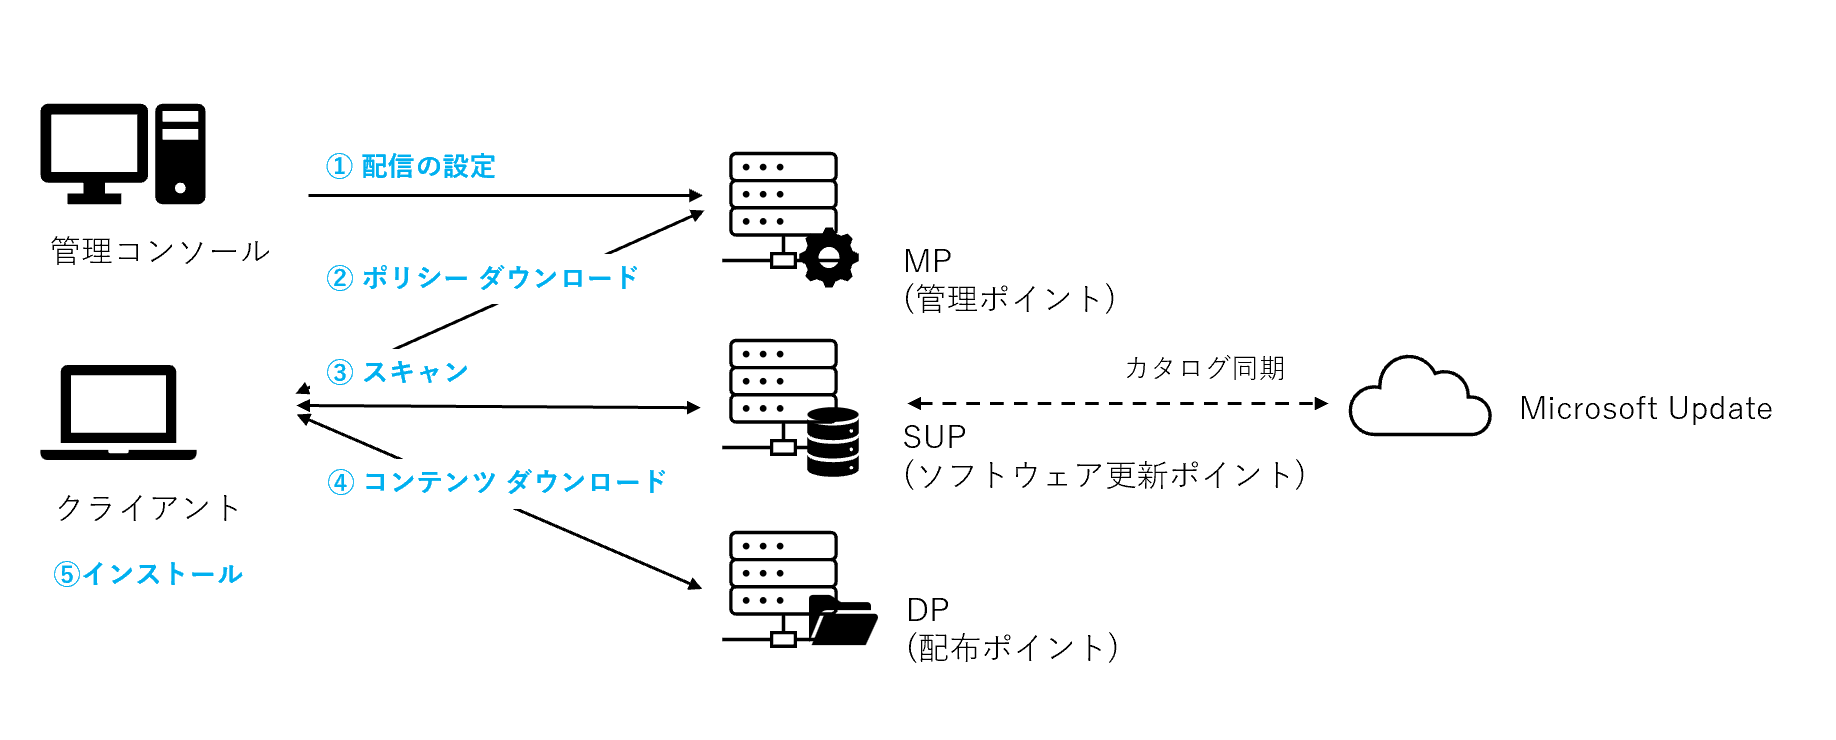 ① 配信の設定
管理コンソール
② ポリシー ダウンロード
MP
(管理ポイント)
③ スキャン
カタログ同期
Microsoft Update
SUP
(ソフトウェア更新ポイント)
④ コンテンツ ダウンロード
クライアント
⑤インストール
DP
(配布ポイント)